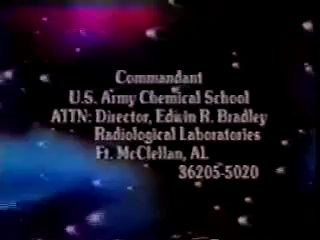 Commandant
U.S. Army Chemical School
ATTN: Director, Edwin R. Bradley
Radiological Laboratories
Ft. McClellan, AL
36205-5020